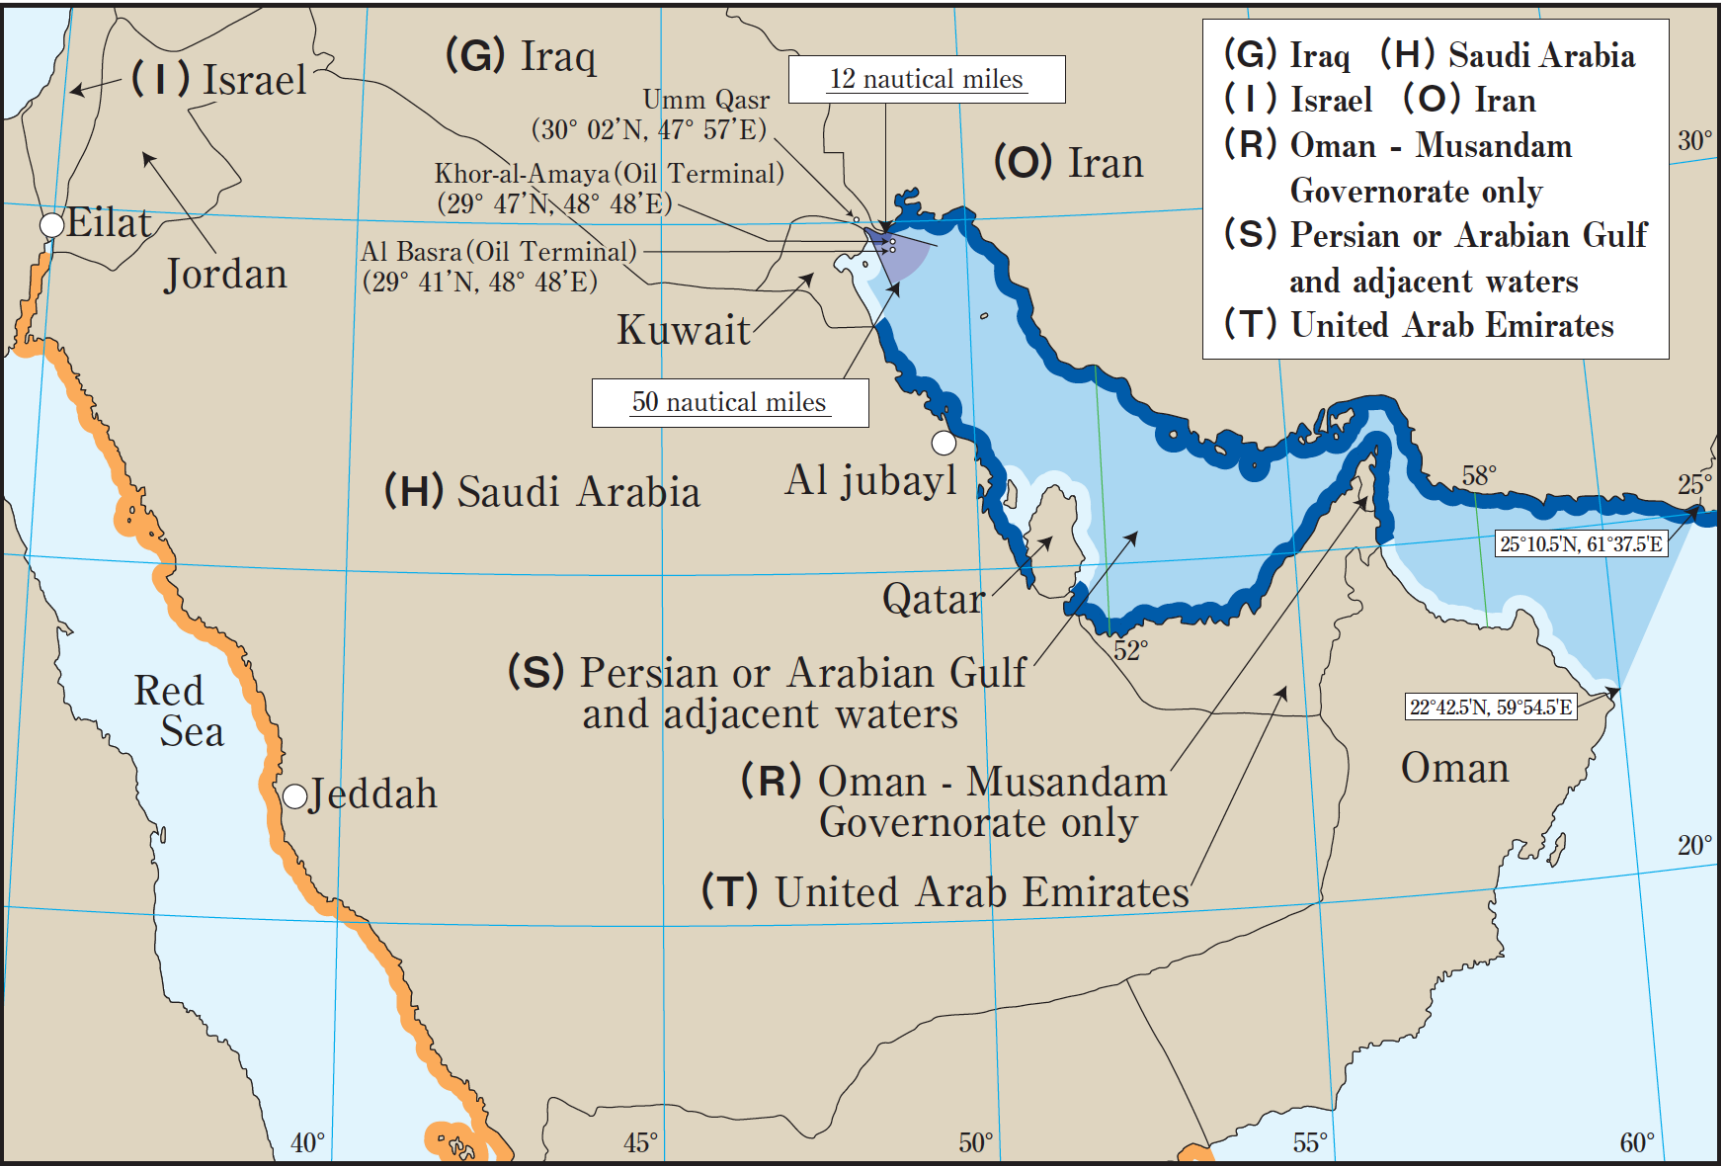 (G) Iraq
(I) Israel
12 nautical miles
(G) Iraq (H) Saudi Arabia
(I) Israel (O) Iran
(R) Oman - Musandam
Governorate only
(S) Persian or Arabian Gulf
and adjacent waters
(T) United Arab Emirates
Umm Qasr
(30° 02’N, 47° 57’E)
30°
(O) Iran
Khor-al-Amaya(Oil Terminal)
(29° 47’N, 48° 48’E)
Eilat
Al Basra(Oil Terminal)
(29° 41’N, 48° 48’E)
Jordan
Kuwait
50 nautical miles
Al jubayl
(H) Saudi Arabia
58°
25°
25°10.5'N, 61°37.5'E
Qatar
52°
(S) Persian or Arabian Gulf
and adjacent waters
Red
Sea
22°42.5'N, 59°54.5'E
Oman
(R) Oman - Musandam
Governorate only
Jeddah
20°
(T) United Arab Emirates
40°
45°
50°
55°
60°